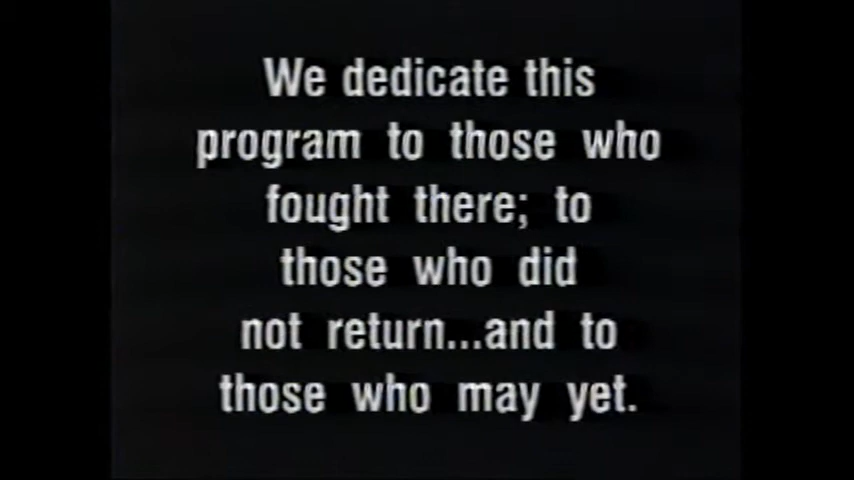 We dedicate this
program to those who
fought there; to
those who did
not return...and to
those who may yet.